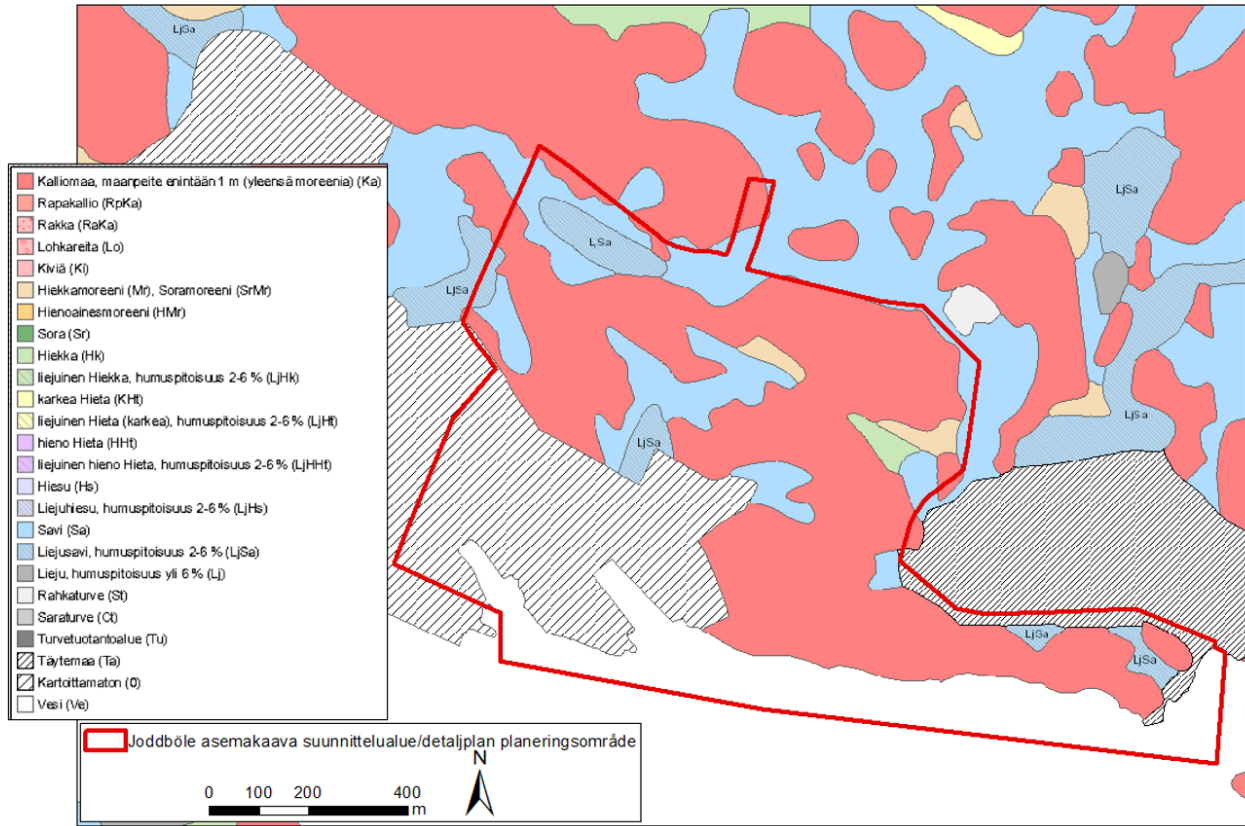 LjSa
LjSa
LjSa
LjSa
LjSa
LjSa
LjSa
LjSa
Kalliomaa, maanpeite enintään 1 m (yleensä moreenia) (Ka)
Rapakallio (RpKa)
Rakka (RaKa)
Lohkareita (Lo)
Kiviä (Ki)
Hiekkamoreeni (Mr), Soramoreeni (SrMr)
Hienoainesmoreeni (HMr)
Sora (Sr)
Hiekka (Hk)
liejuinen Hiekka, humuspitoisuus 2-6 % (LjHk)
karkea Hieta (KHt)
liejuinen Hieta (karkea), humuspitoisuus 2-6% (LjHt)
hieno Hieta (HHt)
liejuinen hieno Hieta, humuspitoisuus 2-6% (LjHHt)
Hiesu (Hs)
Liejuhiesu, humuspitoisuus 2-6% (LjHs)
Savi (Sa)
Liejusavi, humuspitoisuus 2-6% (LjSa)
Lieju, humuspitoisuus yli 6% (Lj)
Rahkaturve (St)
Saraturve (Ct)
Turvetuotantoalue (Tu)
Täytemaa (Ta)
Kartoittamaton (0)
Vesi (Ve)
Joddböle asemakaava suunnittelualue/detaljplan planeringsområde
N
0 100 200 400
m